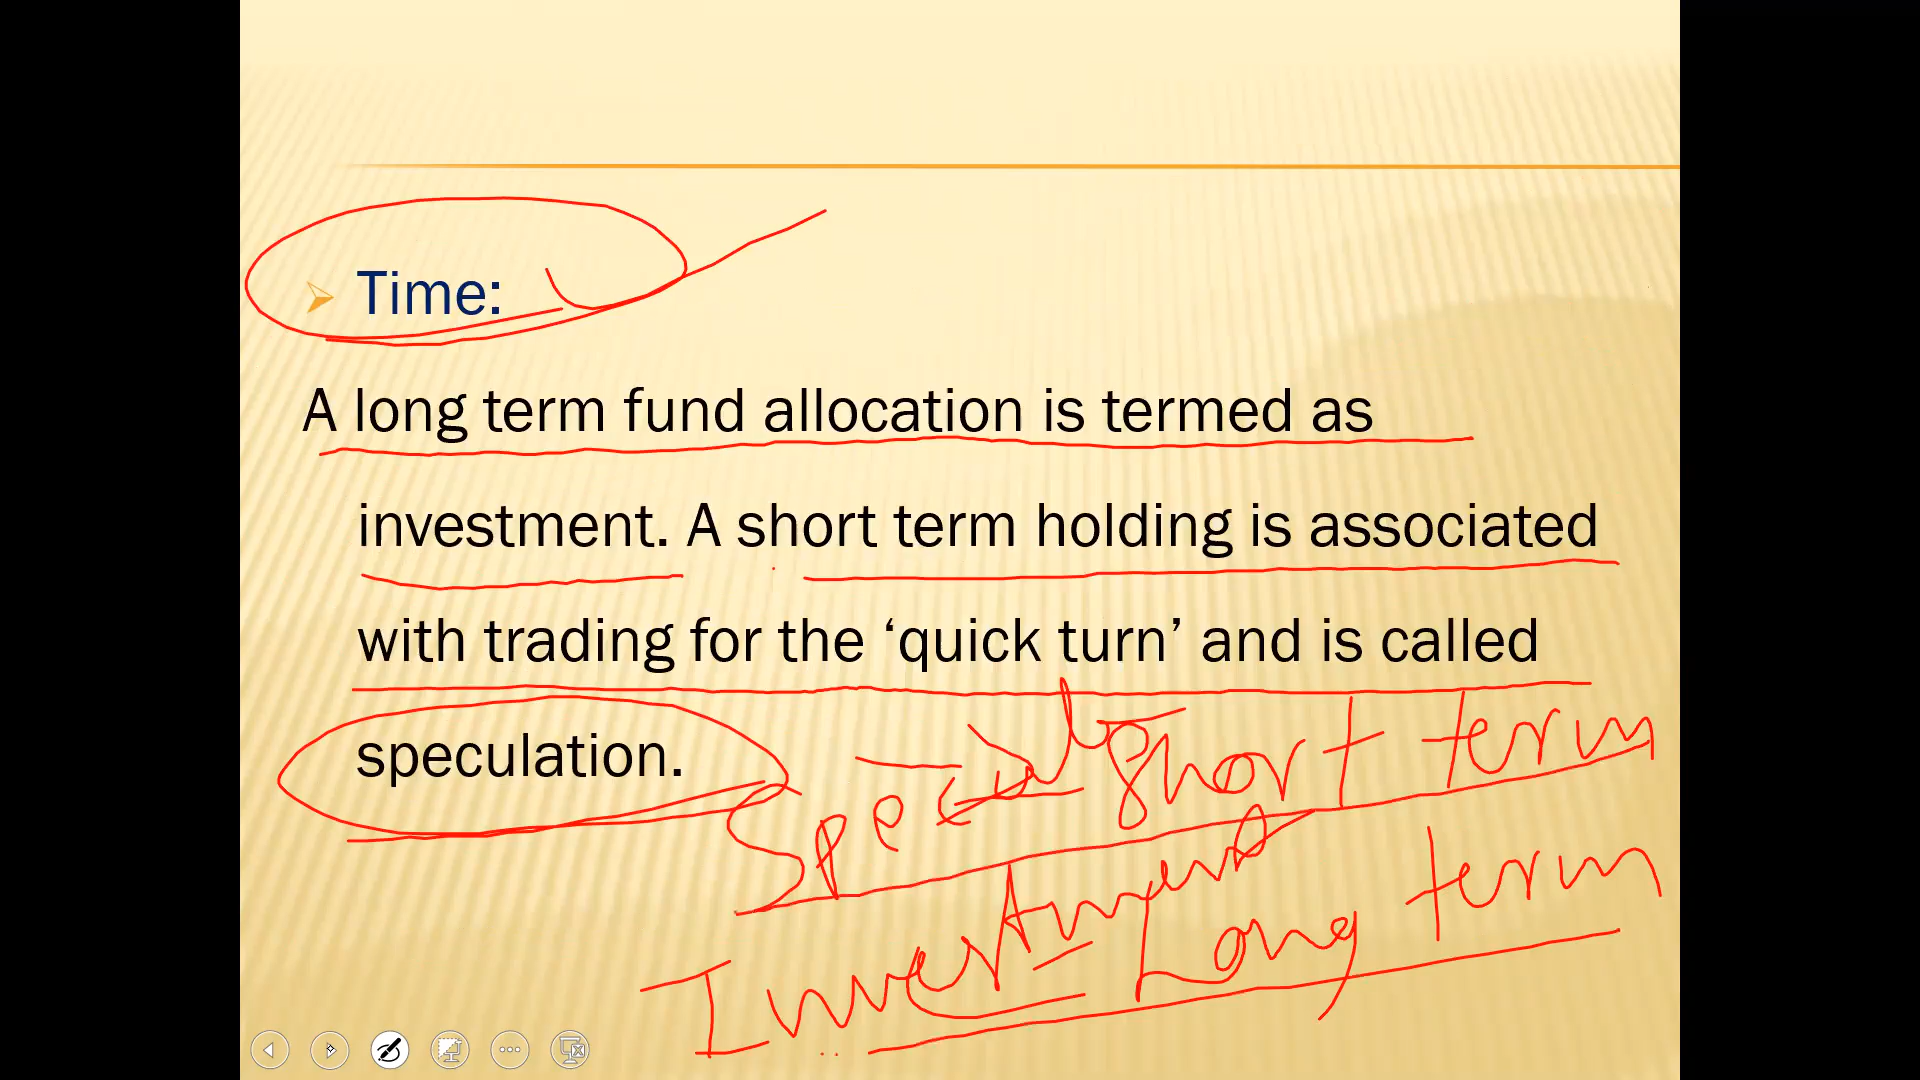 Time:
A long term fund allocation is termed as
investment. A short term holding is associated
with trading for the ‘quick turn’ and is called
speculation.
Short term
Investment Long term